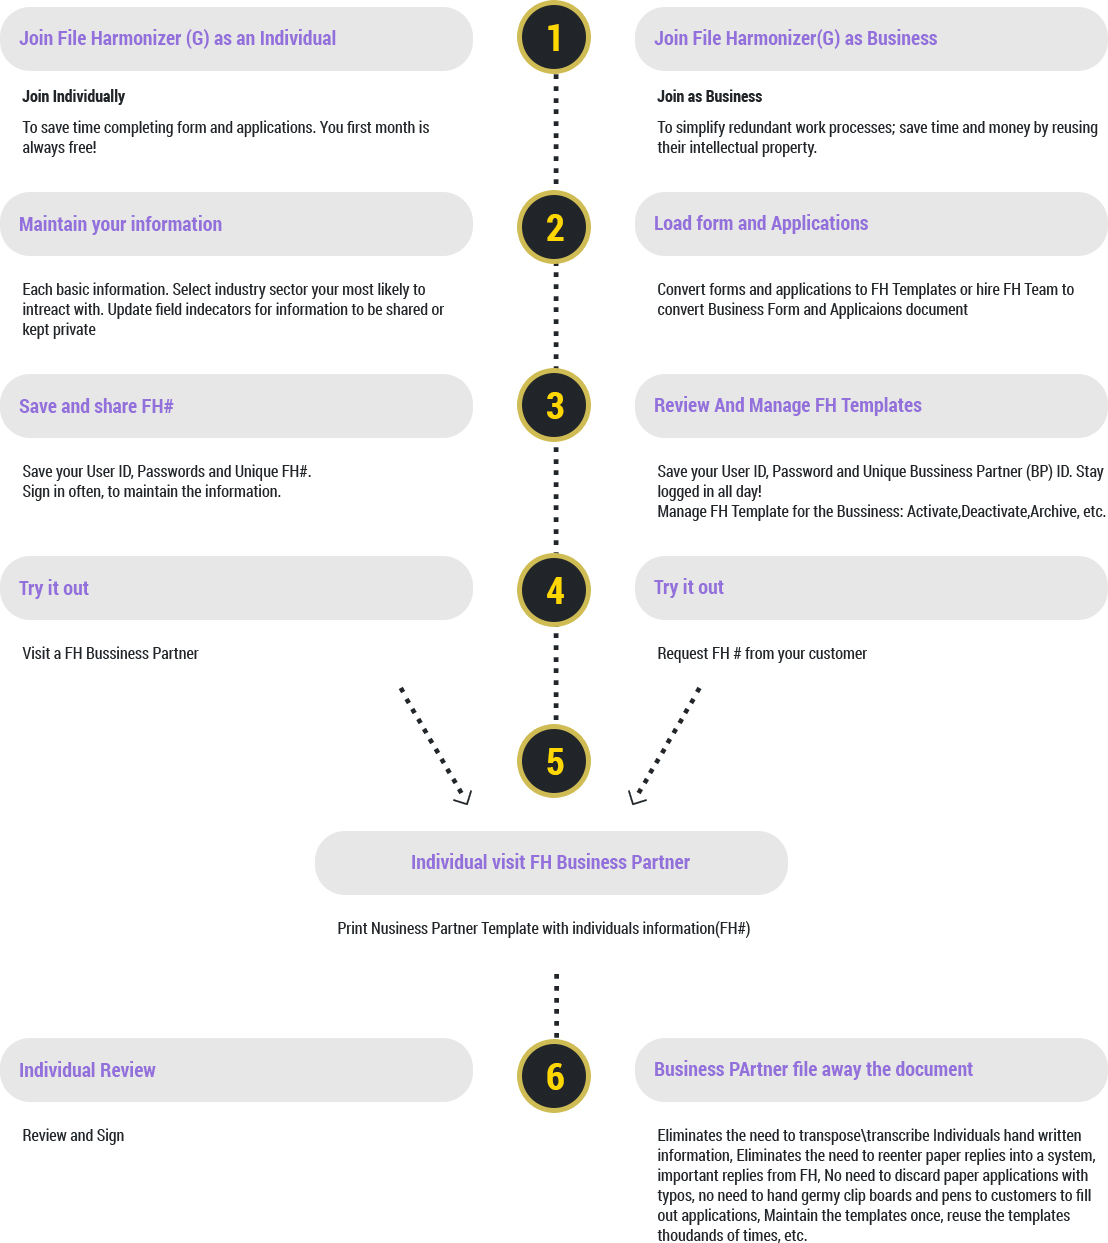 Join File Harmonizer (G) as an Individual
1
Join File Harmonizer(G) as Business
Join Individually
To save time completing form and applications. You first month is
always free!
Join as Business
To simplify redundant work processes; save time and money by reusing
their intellectual property.
Maintain your information
2
Load form and Applications
Each basic information. Select industry sector your most likely to
intreact with. Update field indecators for information to be shared or
kept private
Convert forms and applications to FH Templates or hire FH Team to
convert Business Form and Applicaions document
Save and share FH#
3
Review And Manage FH Templates
Save your User ID, Passwords and Unique FH#.
Sign in often, to maintain the information.
Save your User ID, Password and Unique Bussiness Partner (BP) ID. Stay
logged in all day!
Manage FH Template for the Bussiness: Activate,Deactivate,Archive, etc.
Try it out
4
Try it out
Visit a FH Bussiness Partner
Request FH # from your customer
5
Individual visit FH Business Partner
Print Nusiness Partner Template with individuals information(FH#)
Individual Review
6
Business PArtner file away the document
Review and Sign
Eliminates the need to transpose\transcribe Individuals hand written
information, Eliminates the need to reenter paper replies into a system,
important replies from FH, No need to discard paper applications with
typos, no need to hand germy clip boards and pens to customers to fill
out applications, Maintain the templates once, reuse the templates
thoudands of times, etc.